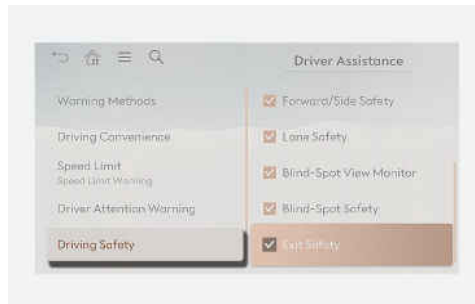 Driver Assistance
Warning Methods
Driving Convenience
Speed Limit
Speed Limit Warning
Driver Attention Warning
Driving Safety
Forward/Side Safety
Lane Safety
Blind-Spot View Monitor
Blind-Spot Safety
Exit Safety